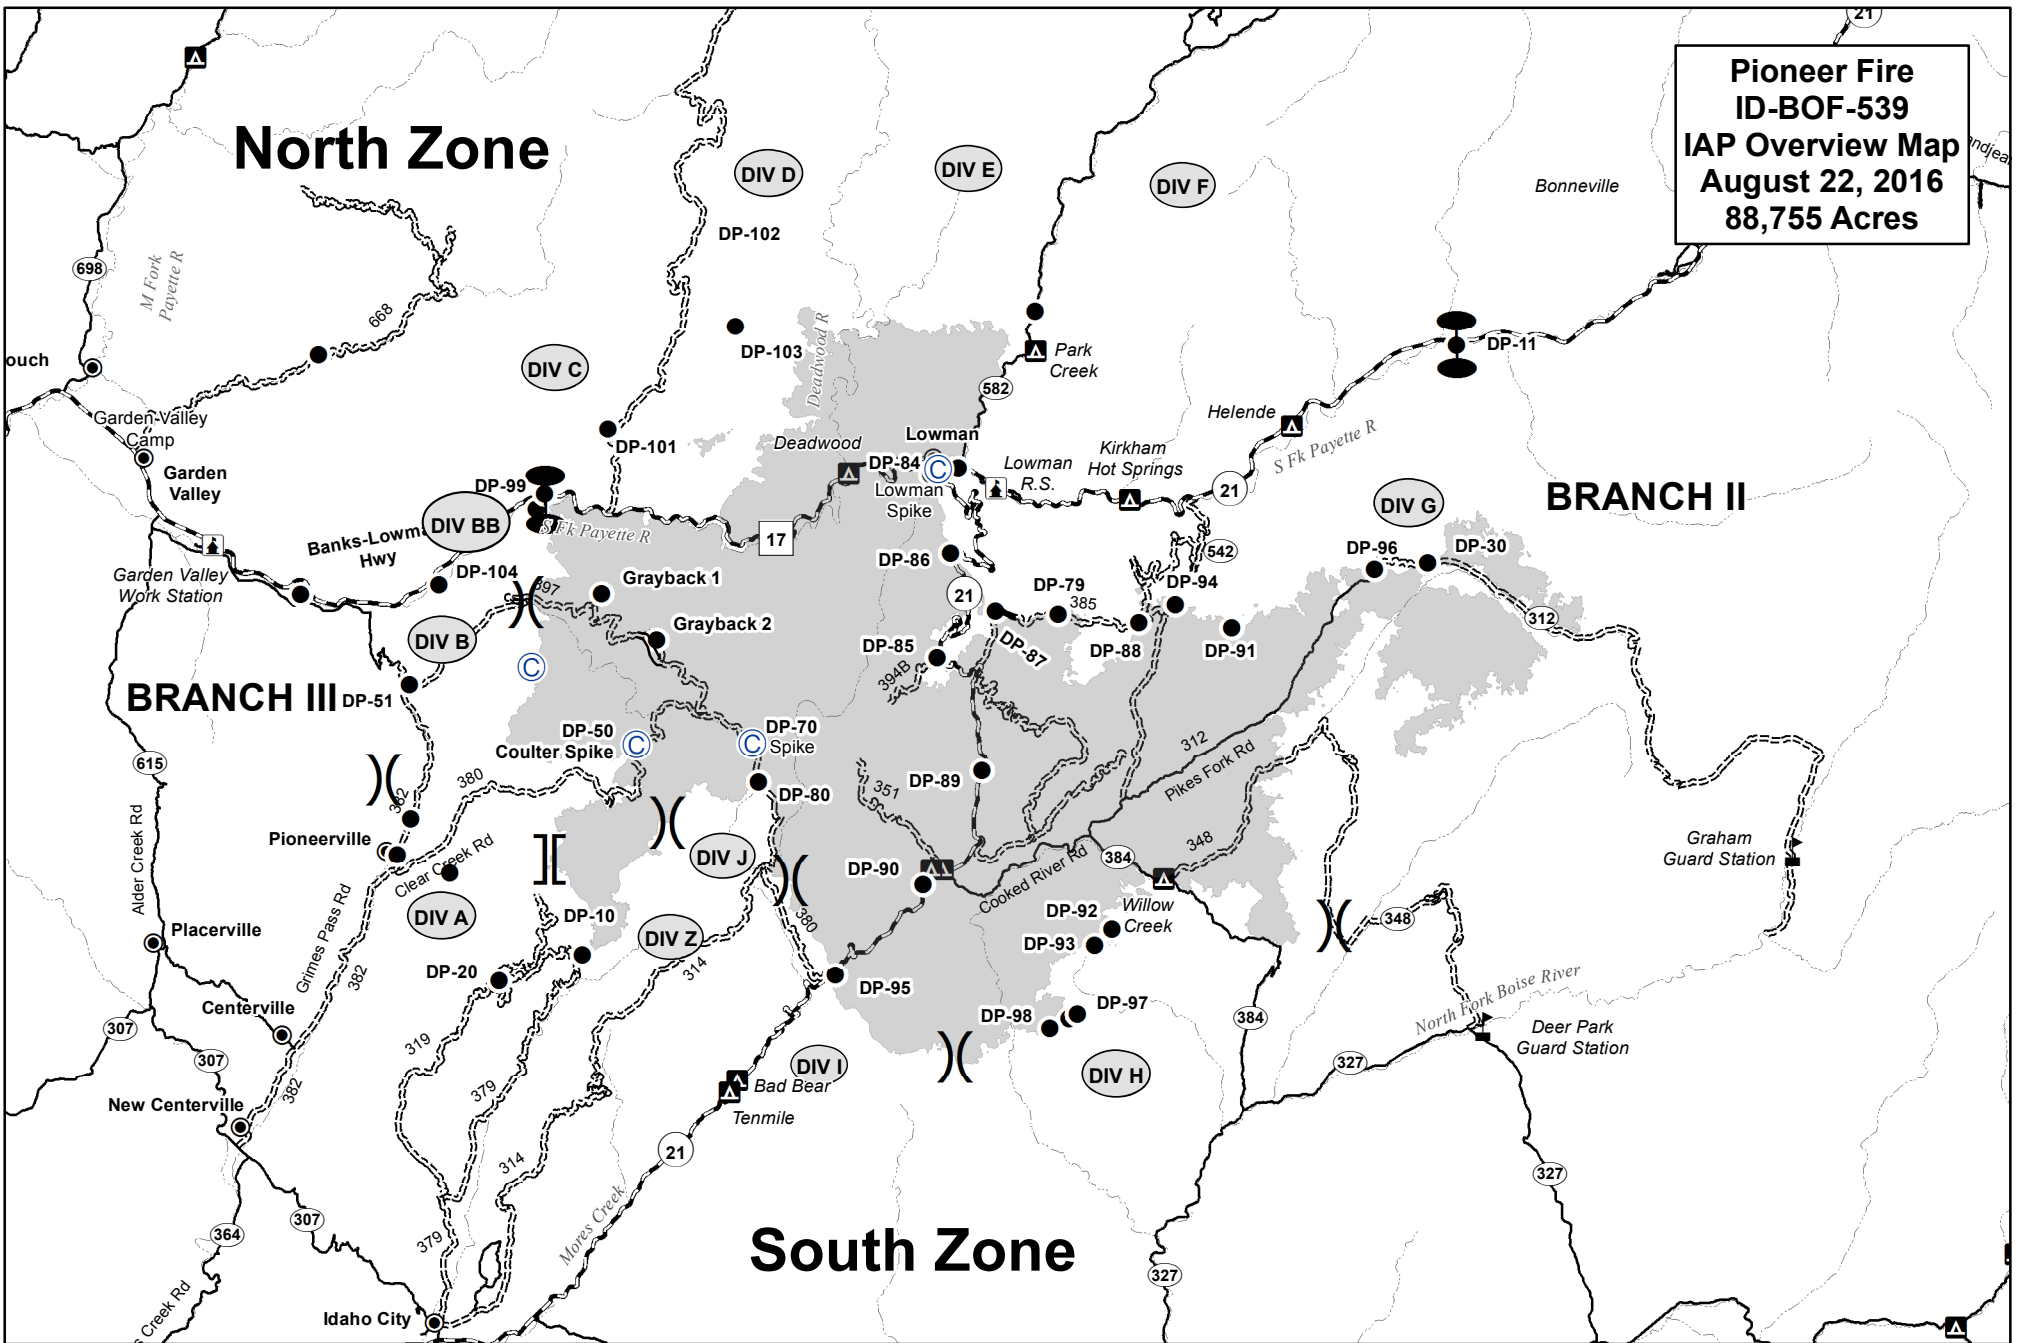 21
Pioneer Fire
ID-BOF-539
IAP Overview Map
August 22, 2016
88,755 Acres
North Zone
DIV D
DIV E
DIV F
Bonneville
DP-102
698
M Fork
Payette R
668
DP-103
Deadwood R
Park
Creek
DP-11
ouch
DIV C
582
Garden Valley
Camp
Helende
DP-101
Deadwood
Lowman
Kirkham
Hot Springs
S Fk Payette R
Garden
Valley
DP-84
Lowman
R.S.
C
DP-99
Lowman
Spike
21
DIV G
BRANCH II
DIV BB
S Fk Payette R
17
Banks-Lowm
Hwy
542
DP-96
DP-30
DP-86
Garden Valley
Work Station
DP-104
397
Grayback 1
DP-79
DP-94
21
385
312
DIV B
Grayback 2
DP-85
DP-87
DP-88
DP-91
C
394B
BRANCH III
DP-51
DP-50
Coulter Spike
C
C
DP-70
Spike
312
Pikes Fork Rd
615
380
382
DP-89
DP-80
351
Alder Creek Rd
Pioneerville
Clear Creek Rd
DIV J
348
384
Graham
Guard Station
DP-90
Cooked River Rd
Grimes Pass Rd
DIV A
DP-10
380
DP-92
Willow
Creek
348
Placerville
DIV Z
DP-93
382
DP-20
314
DP-95
North Fork Boise River
Centerville
DP-97
DP-98
384
307
Deer Park
Guard Station
319
307
DIV I
DIV H
327
382
379
Bad Bear
New Centerville
Tenmile
314
21
327
307
Mores Creek
364
379
South Zone
327
s Creek Rd
Idaho City